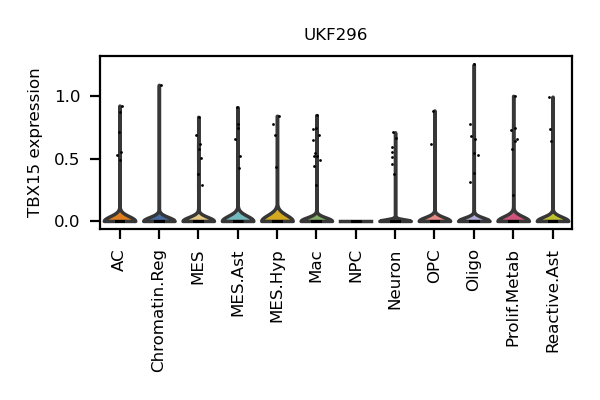 UKF296
TBX15 expression
1.0
0.5
0.0
AC
Chromatin.Reg
MES
MES.Ast
MES.Hyp
Mac
NPC
Neuron
OPC
Oligo
Prolif.Metab
Reactive.Ast